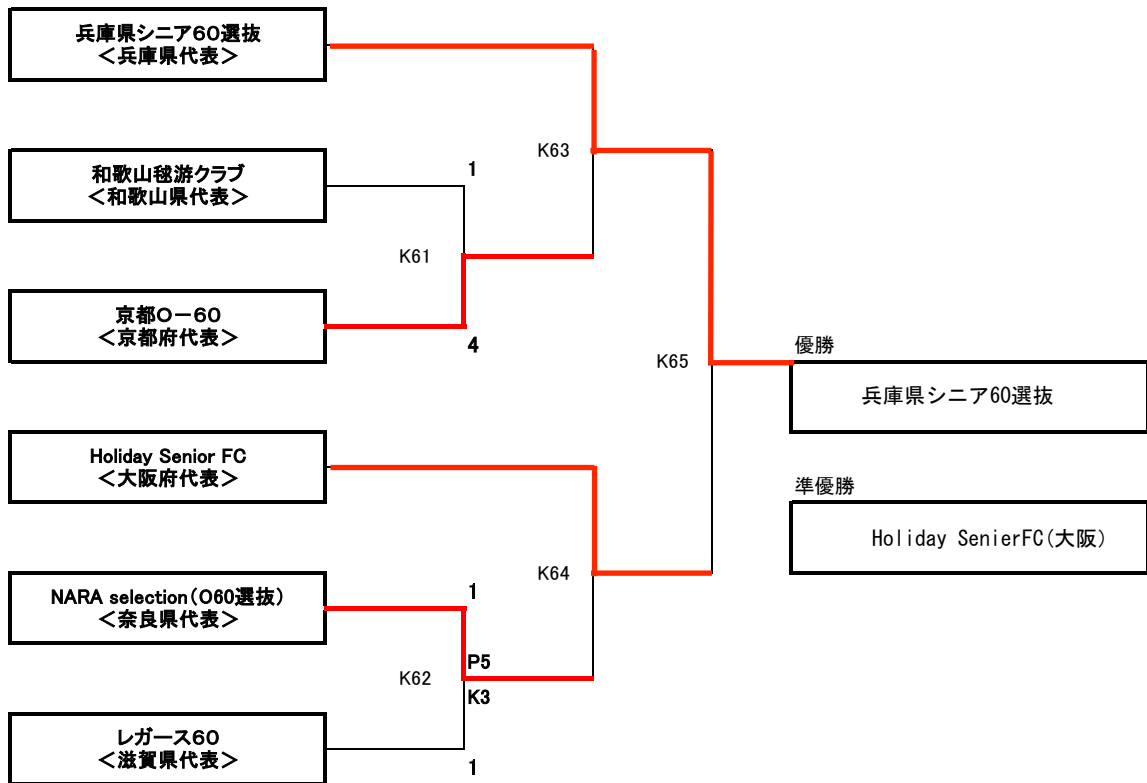 兵庫県シニア60選抜
＜兵庫県代表＞
K63
和歌山毬游クラブ
＜和歌山県代表＞
1
K61
京都O－60
＜京都府代表＞
4
K65
優勝
兵庫県シニア60選抜
Holiday Senior FC
＜大阪府代表＞
準優勝
Holiday SenierFC(大阪)
K64
NARA selection(O60選抜)
＜奈良県代表＞
1
P5
K62
K3
レガース60
＜滋賀県代表＞
1